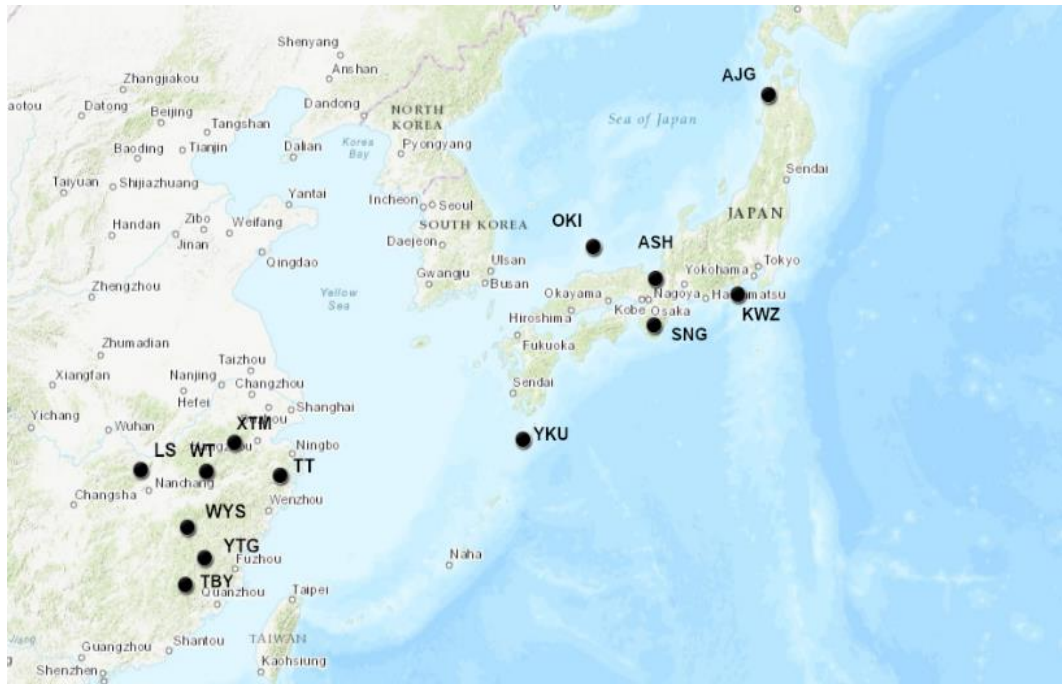 Shenyang
Anshan
Zhangjiakou
Datong
Beijing
Dandong
NORTH
KOREA
AJG
Sea of Japan
Tangshan
Baoding
Tianjin
Dalian
Korea
Bay
Pyongyang
Sendai
Taiyuan
Shijiazhuang
Yantai
Incheon
Seoul
SOUTH KOREA
JAPAN
Handan
Zibo
Weifang
Jinan
Daejeon
OKI
ASH
Qingdao
Ulsan
Gwangju
Busan
Yokohama
Tokyo
Zhengzhou
Yellow
Sea
Okayama
Nagoya
Kobe
Osaka
KWZ
Hiroshima
SNG
Fukuoka
Zhumadian
Taizhou
Xiangfan
Nanjing
Changzhou
Sendai
Hefei
Shanghai
Yichang
Wuhan
XTM
YKU
LS
WT
Ningbo
TT
Nanchang
Changsha
Wenzhou
WYS
YTG
Fuzhou
Naha
TBY
Quanzhou
Taipei
Guangzhou
Shantou
TAIWAN
Shenzhen
Kaohsiung